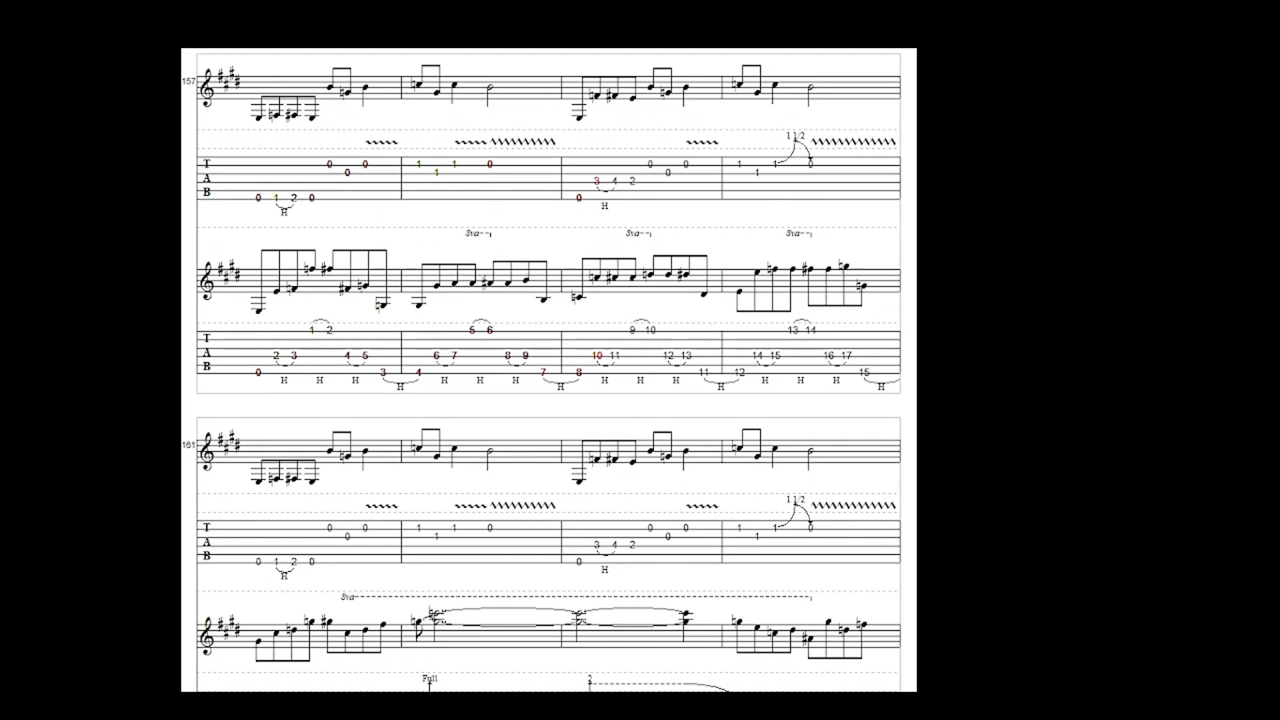 157
1 1/2
T 0 0 1 1 0 0 0 1 1 0
A 0 1 3 4 2 0 1
B 0 1 2 0 0
H H
8va 8va 8va
T 1 2 5 6 9 10 13 14
A 2 3 4 5 6 7 8 9 10 11 12 13 14 15 16 17
B 0 3 4 7 8 11 12 15
H H H H H H H H H H H H H H H H
161
1 1/2
T 0 0 1 1 0 0 0 1 1 0
A 0 1 3 4 2 0 1
B 0 1 2 0 0
H H
8va
Full 2